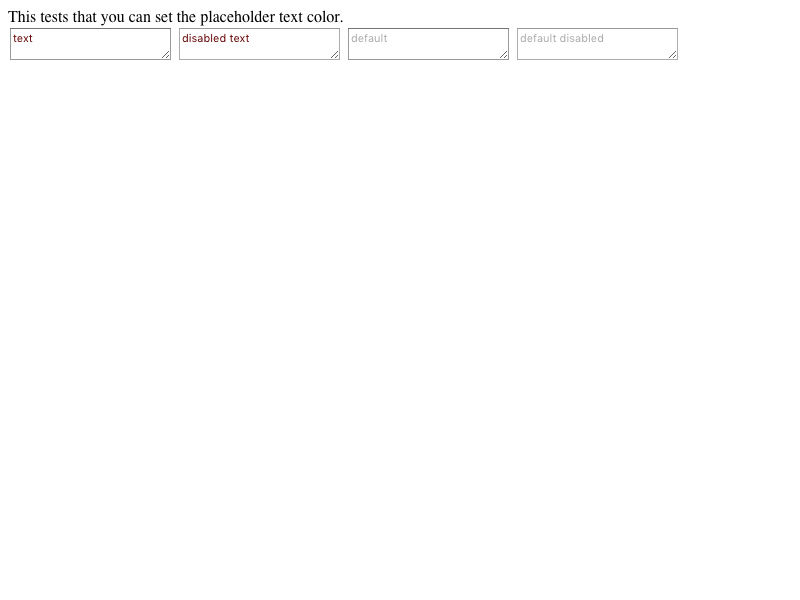 This tests that you can set the placeholder text color.
text disabled text default default disabled